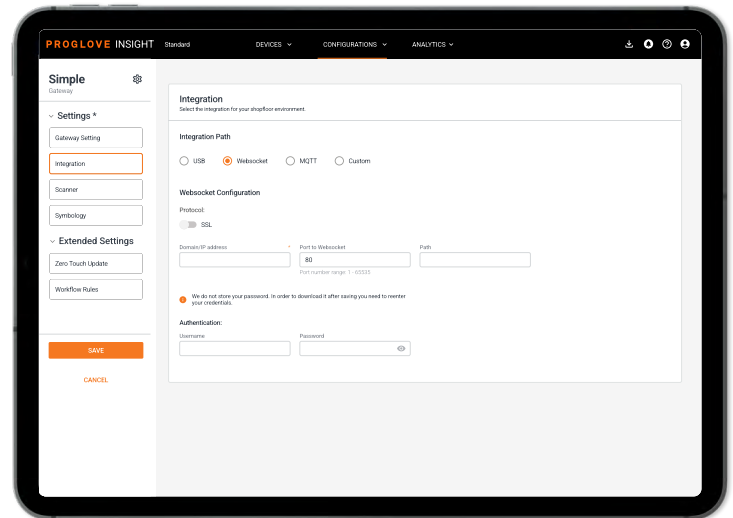 PROGLOVE INSIGHT Standard DEVICES CONFIGURATIONS ANALYTICS
Simple
Gateway
Settings *
Gateway Setting
Integration
Scanner
Symbology
Extended Settings
Zero Touch Update
Workflow Rules
SAVE
CANCEL
Integration
Select the integration for your shopfloor environment.
Integration Path
USB Websocket MQTT Custom
Websocket Configuration
Protocol:
SSL
Domain/IP address * Port to Websocket Path
80
Port number range: 1 - 65535
We do not store your password. In order to download it after saving you need to reenter
your credentials.
Authentication:
Username Password